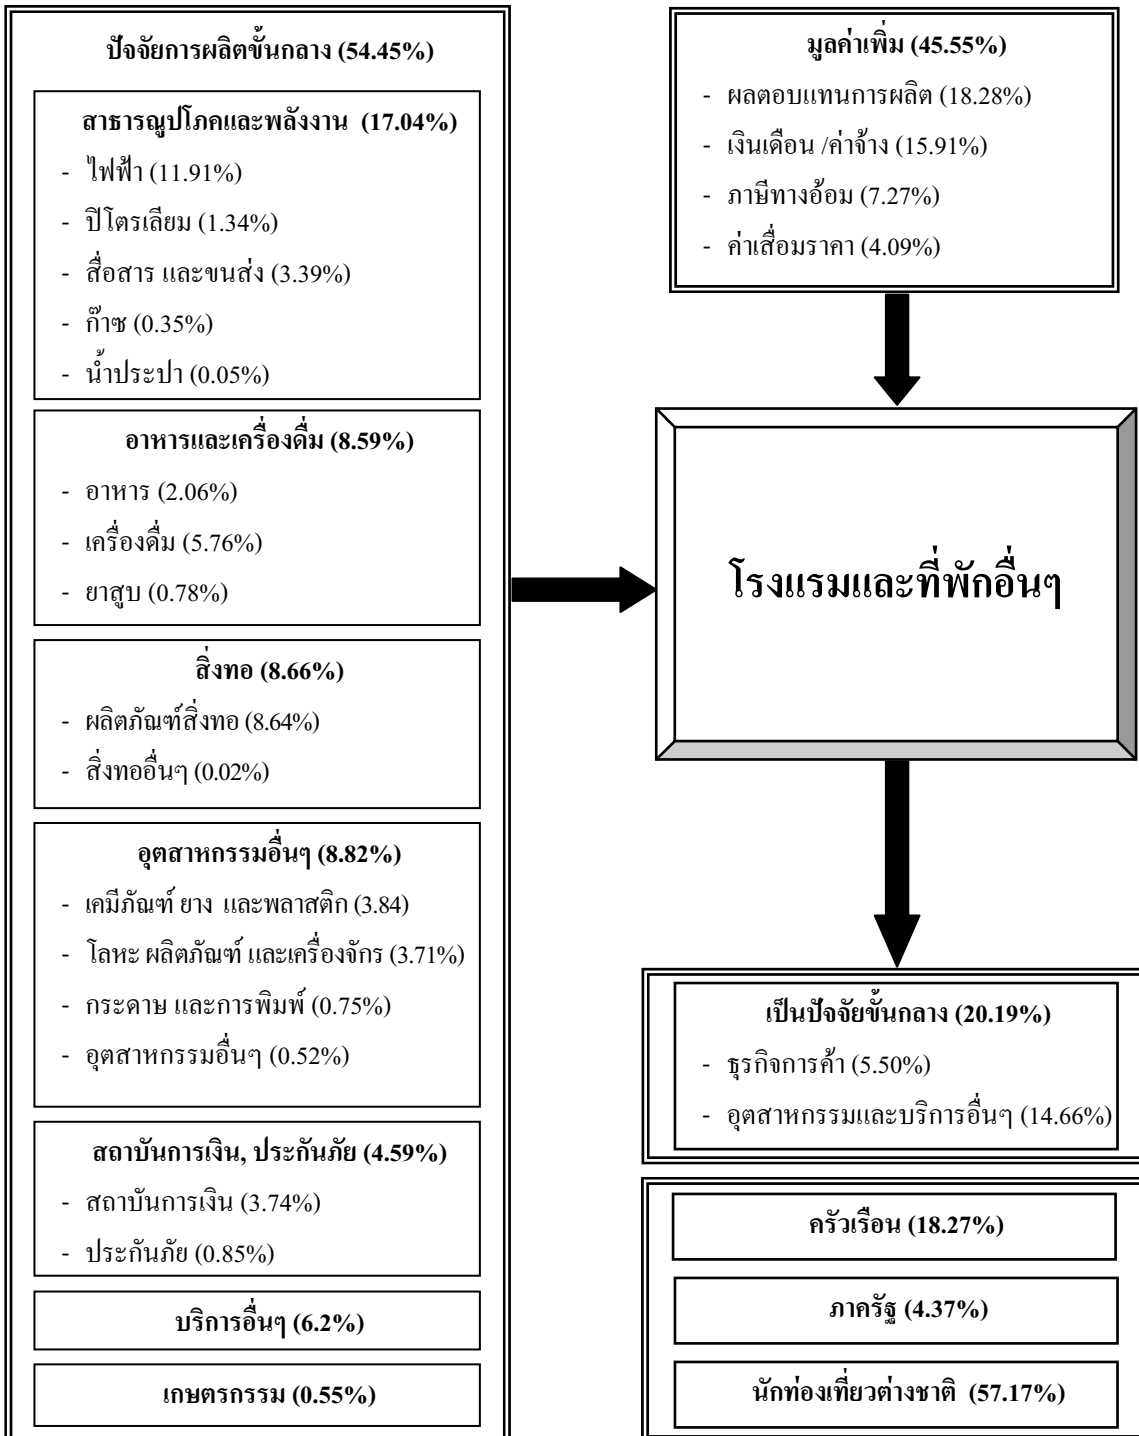 ปัจจัยการผลิตขั้นกลาง (54.45%)
สาธารณูปโภคและพลังงาน (17.04%)
- ไฟฟ้า (11.91%)
- ปิโตรเลียม (1.34%)
- สื่อสาร และขนส่ง (3.39%)
- ก๊าซ (0.35%)
- น้ำประปา (0.05%)
อาหารและเครื่องดื่ม (8.59%)
- อาหาร (2.06%)
- เครื่องดื่ม (5.76%)
- ยาสูบ (0.78%)
สิ่งทอ (8.66%)
- ผลิตภัณฑ์สิ่งทอ (8.64%)
- สิ่งทออื่นๆ (0.02%)
อุตสาหกรรมอื่นๆ (8.82%)
- เคมีภัณฑ์ ยาง และพลาสติก (3.84)
- โลหะ ผลิตภัณฑ์ และเครื่องจักร (3.71%)
- กระดาษ และการพิมพ์ (0.75%)
- อุตสาหกรรมอื่นๆ (0.52%)
สถาบันการเงิน, ประกันภัย (4.59%)
- สถาบันการเงิน (3.74%)
- ประกันภัย (0.85%)
บริการอื่นๆ (6.2%)
เกษตรกรรม (0.55%)
มูลค่าเพิ่ม (45.55%)
- ผลตอบแทนการผลิต (18.28%)
- เงินเดือน /ค่าจ้าง (15.91%)
- ภาษีทางอ้อม (7.27%)
- ค่าเสื่อมราคา (4.09%)
โรงแรมและที่พักอื่นๆ
เป็นปัจจัยขั้นกลาง (20.19%)
- ธุรกิจการค้า (5.50%)
- อุตสาหกรรมและบริการอื่นๆ (14.66%)
ครัวเรือน (18.27%)
ภาครัฐ (4.37%)
นักท่องเที่ยวต่างชาติ (57.17%)